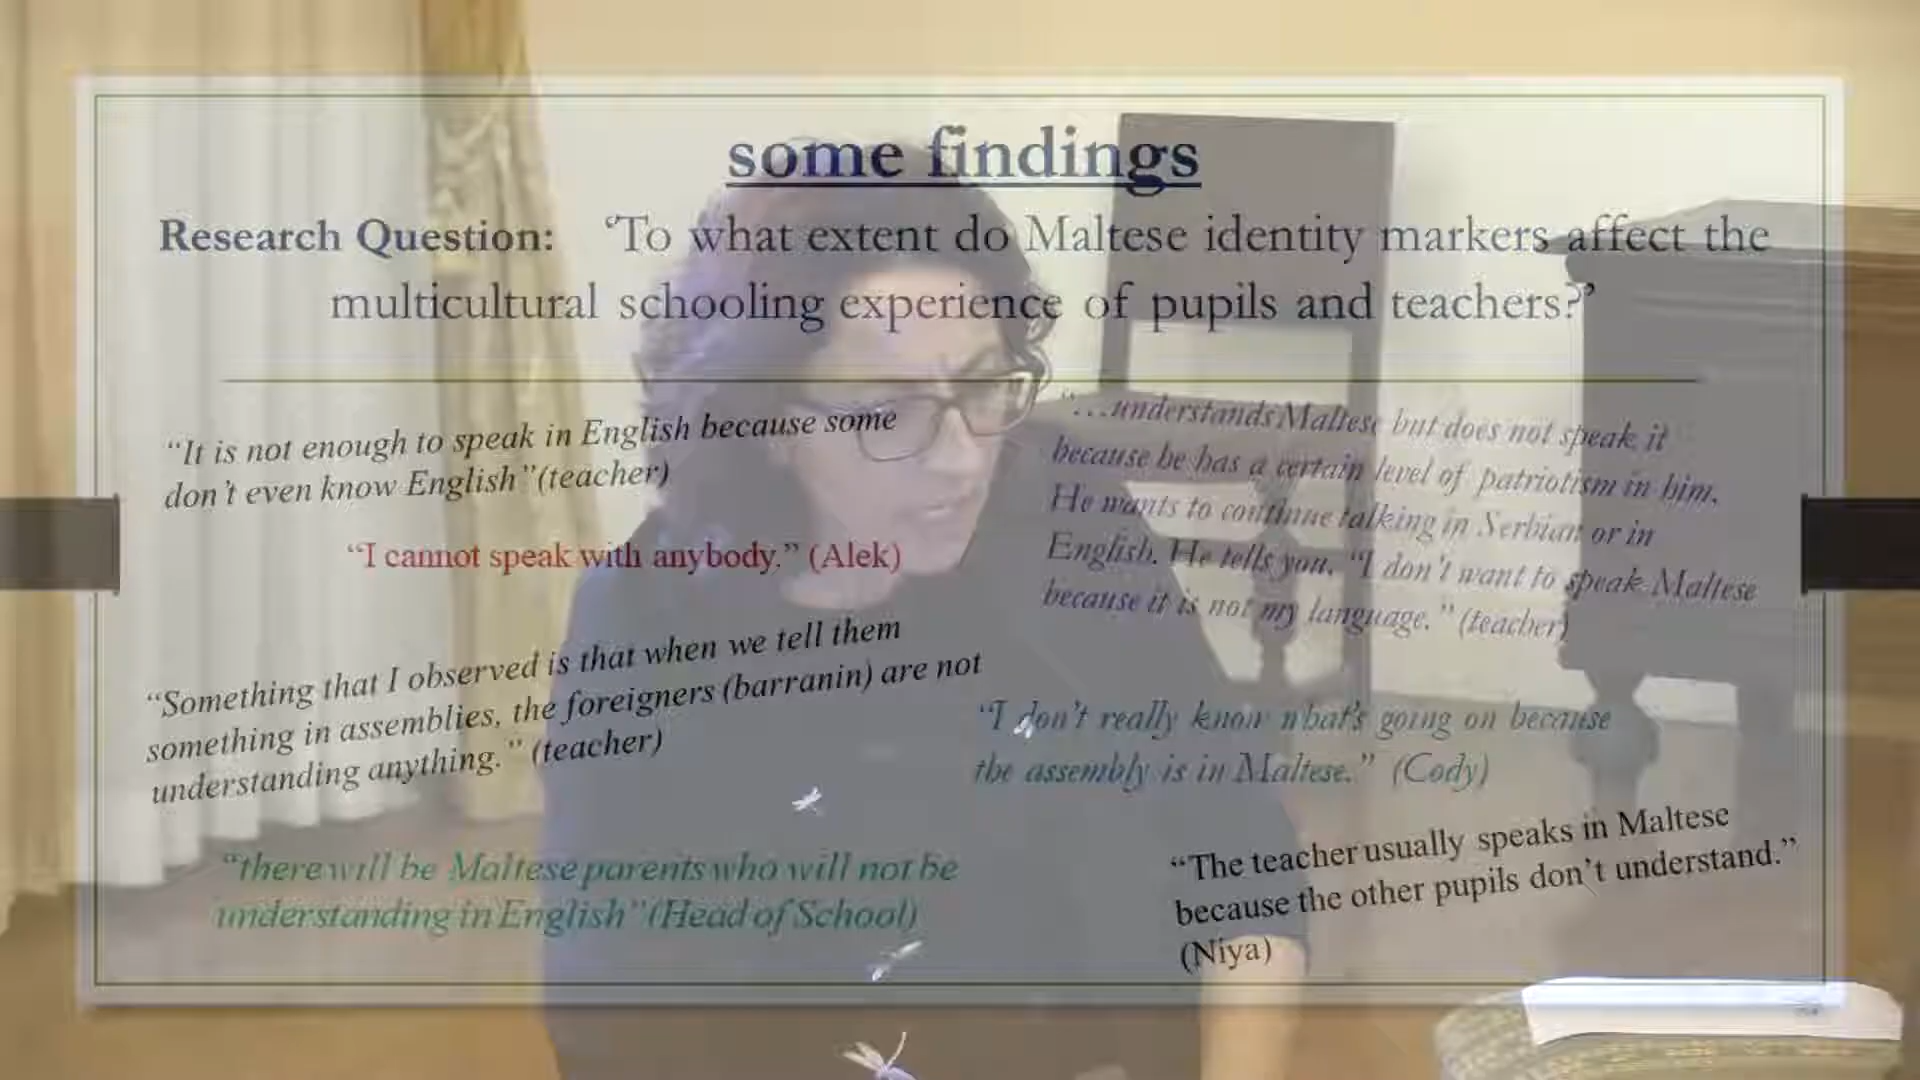 some findings
Research Question: ‘To what extent do Maltese identity markers affect the
multicultural schooling experience of pupils and teachers?’
“It is not enough to speak in English because some
don’t even know English” (teacher)
“I cannot speak with anybody.” (Alek)
“Something that I observed is that when we tell them
something in assemblies, the foreigners (barranin) are not
understanding anything.” (teacher)
“there will be Maltese parents who will not be
understanding in English” (Head of School)
“…understands Maltese but does not speak it
because he has a certain level of patriotism in him.
He wants to continue talking in Serbian or in
English. He tells you, “I don’t want to speak Maltese
because it is not my language.” (teacher)
“I don’t really know what’s going on because
the assembly is in Maltese.” (Cody)
“The teacher usually speaks in Maltese
because the other pupils don’t understand.”
(Niya)